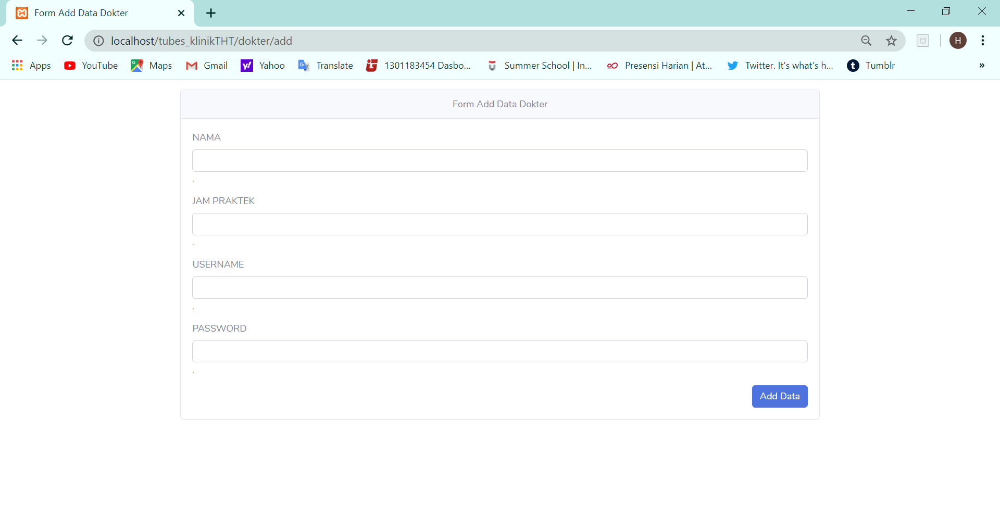 Form Add Data Dokter
localhost/tubes_klinikTHT/dokter/add
H
Apps YouTube Maps Gmail Yahoo Translate 1301183454 Dasbo... Summer School | In... Presensi Harian | At... Twitter. It's what's h... Tumblr »
Form Add Data Dokter
NAMA
.
JAM PRAKTEK
.
USERNAME
.
PASSWORD
.
Add Data